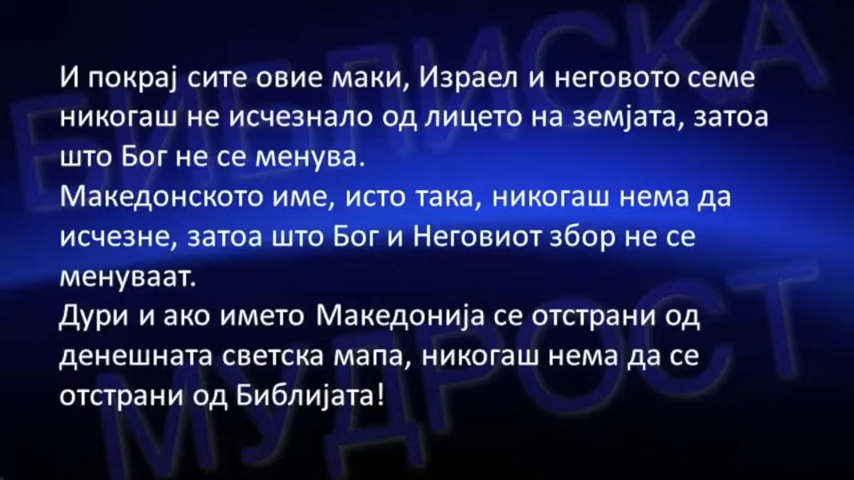 БИБЛИСКА
И покрај сите овие маки, Израел и неговото семе
никогаш не исчезнало од лицето на земјата, затоа
што Бог не се менува.
Македонското име, исто така, никогаш нема да
исчезне, затоа што Бог и Неговиот збор не се
менуваат.
Дури и ако името Македонија се отстрани од
денешната светска мапа, никогаш нема да се
отстрани од Библијата!
МУДРОСТ